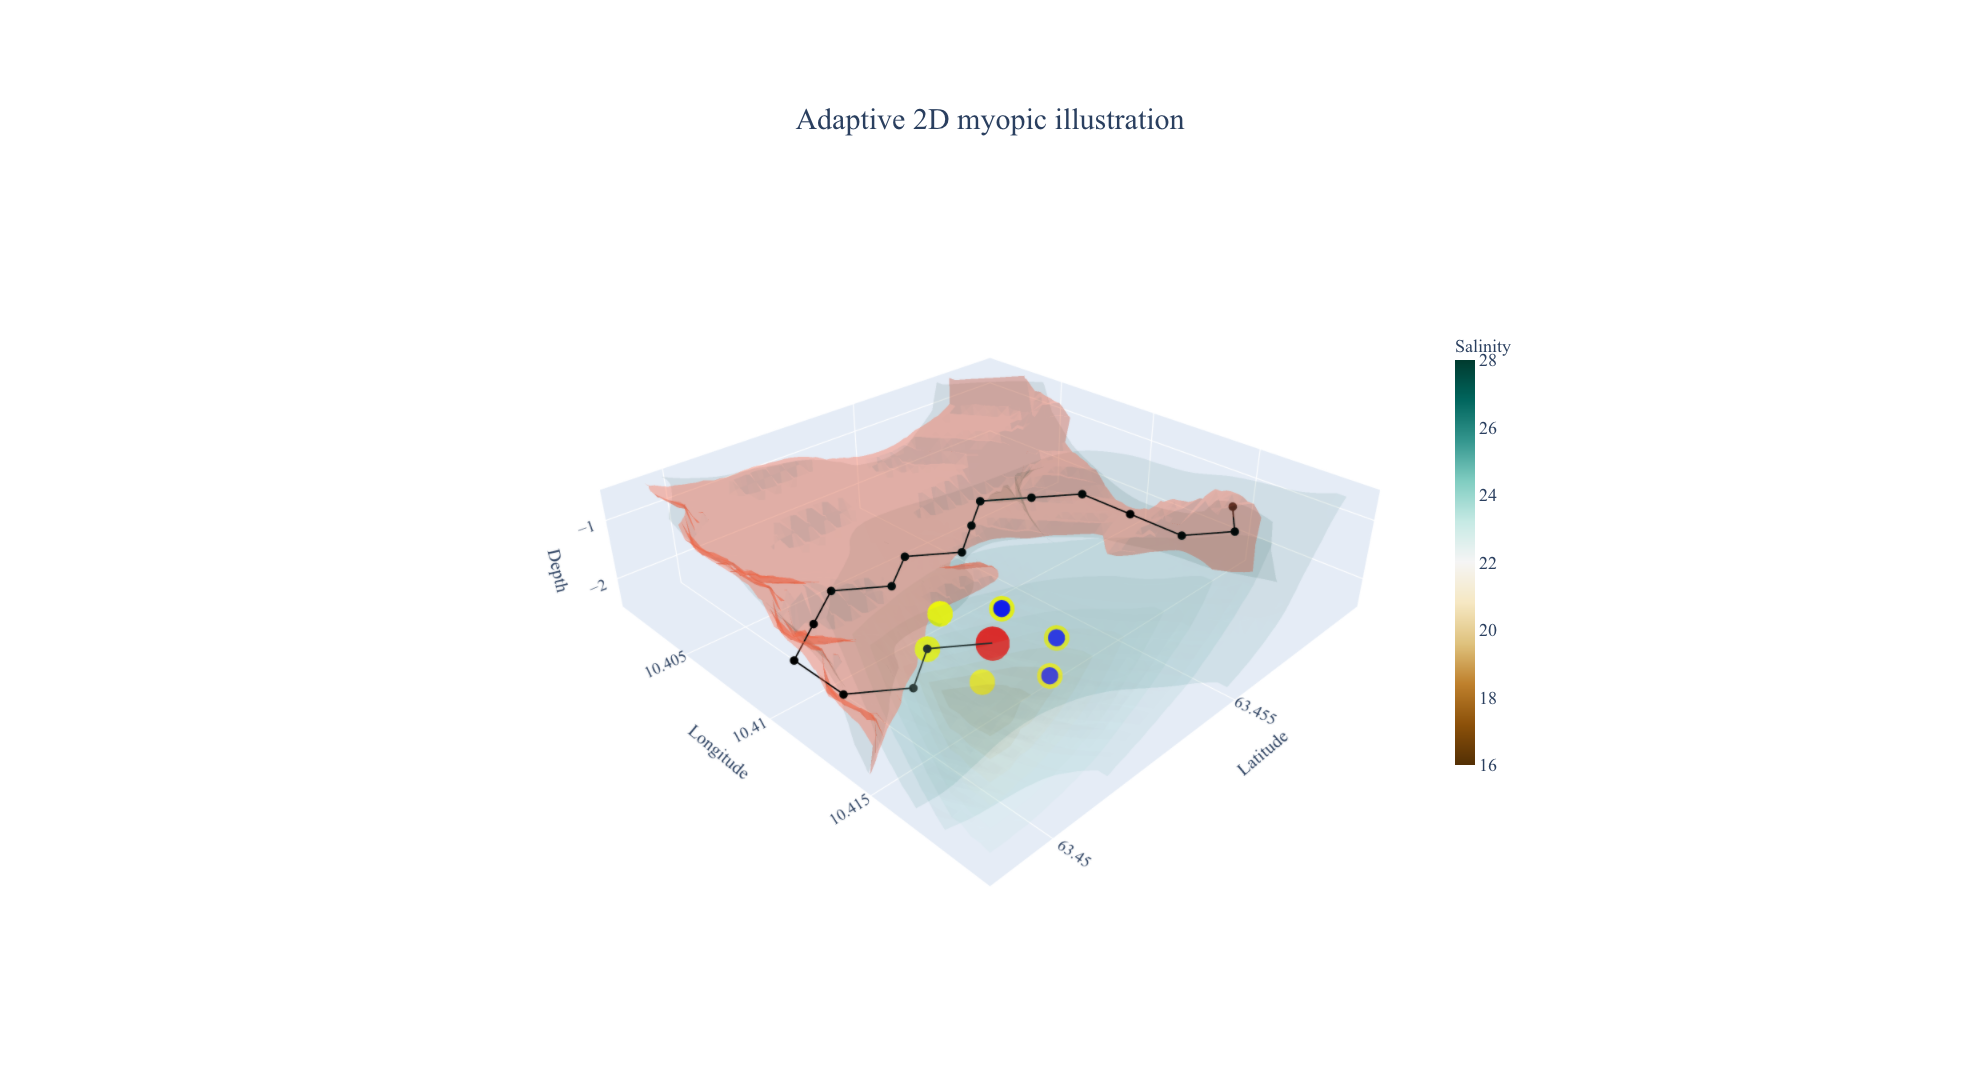 Adaptive 2D myopic illustration
Salinity
28
26
24
22
20
18
16
−1
−2
Depth
10.405
10.41
10.415
Longitude
63.455
63.45
Latitude